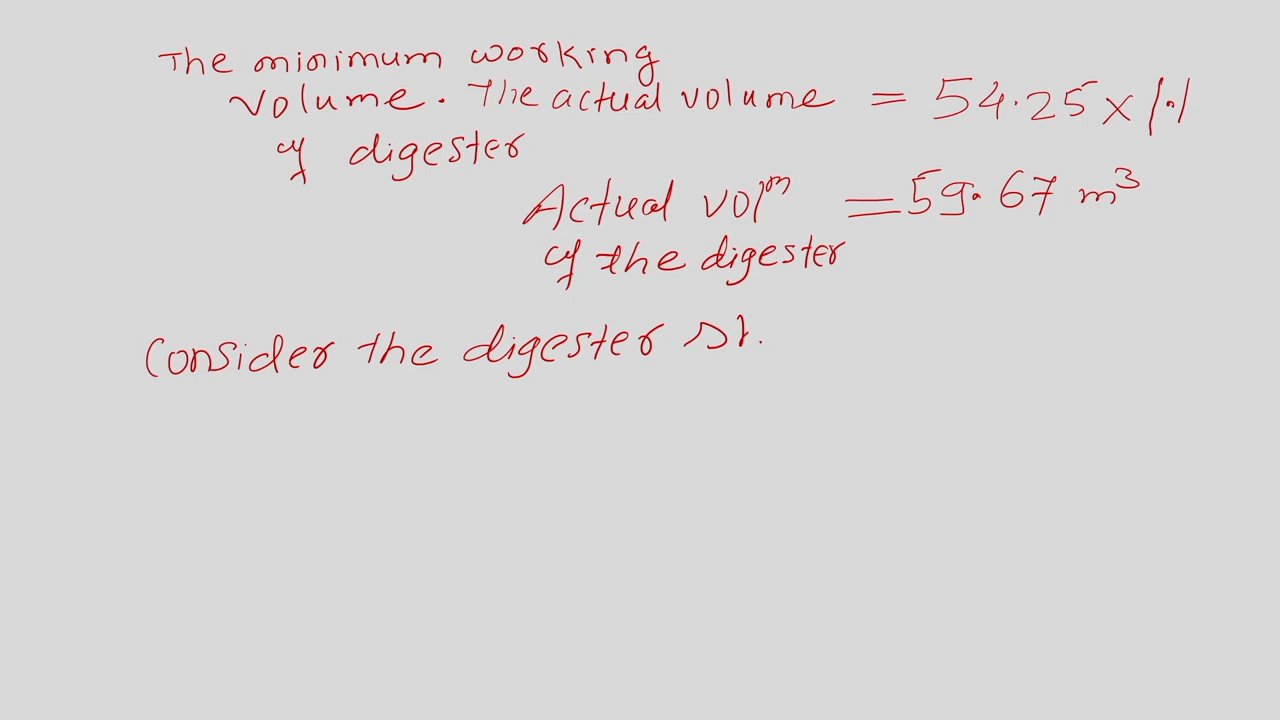 The minimum working
volume. The actual volume = 54.25 x 1.1
of digester
Actual volm = 59.67 m³
of the digester
Consider the digester st.